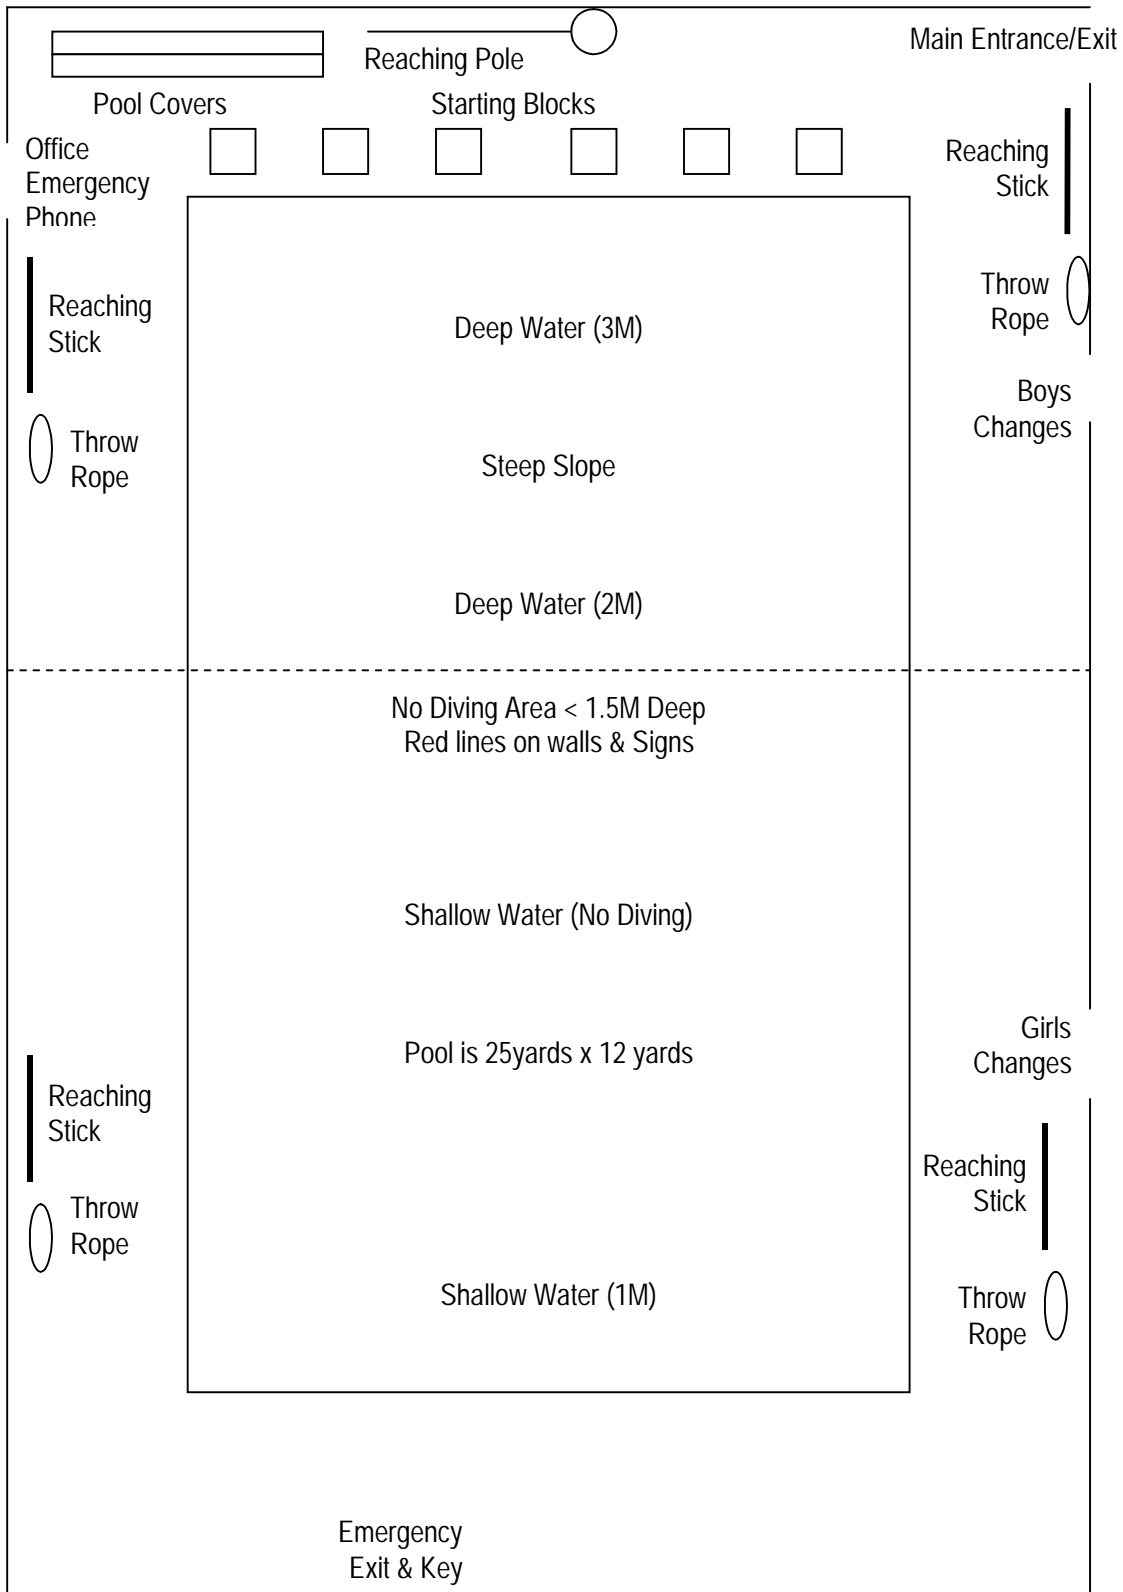 Main Entrance/Exit
Reaching Pole
Pool Covers
Starting Blocks
Office
Emergency
Phone
Reaching
Stick
Reaching
Stick
Throw
Rope
Throw
Rope
Deep Water (3M)
Boys
Changes
Steep Slope
Deep Water (2M)
No Diving Area < 1.5M Deep
Red lines on walls & Signs
Shallow Water (No Diving)
Pool is 25yards x 12 yards
Girls
Changes
Reaching
Stick
Throw
Rope
Reaching
Stick
Throw
Rope
Shallow Water (1M)
Emergency
Exit & Key